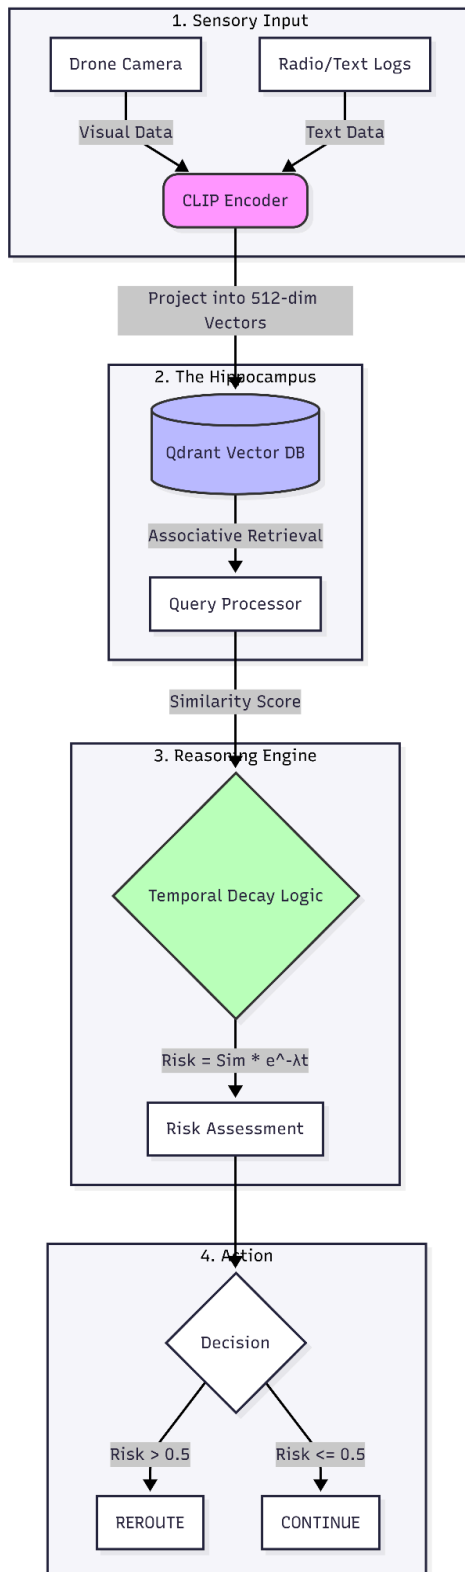 1. Sensory Input
Drone Camera
Radio/Text Logs
Visual Data
Text Data
CLIP Encoder
Project into 512-dim
Vectors
2. The Hippocampus
Qdrant Vector DB
Associative Retrieval
Query Processor
Similarity Score
3. Reasoning Engine
Temporal Decay Logic
Risk = Sim * e^-λt
Risk Assessment
4. Action
Decision
Risk > 0.5
Risk <= 0.5
REROUTE
CONTINUE